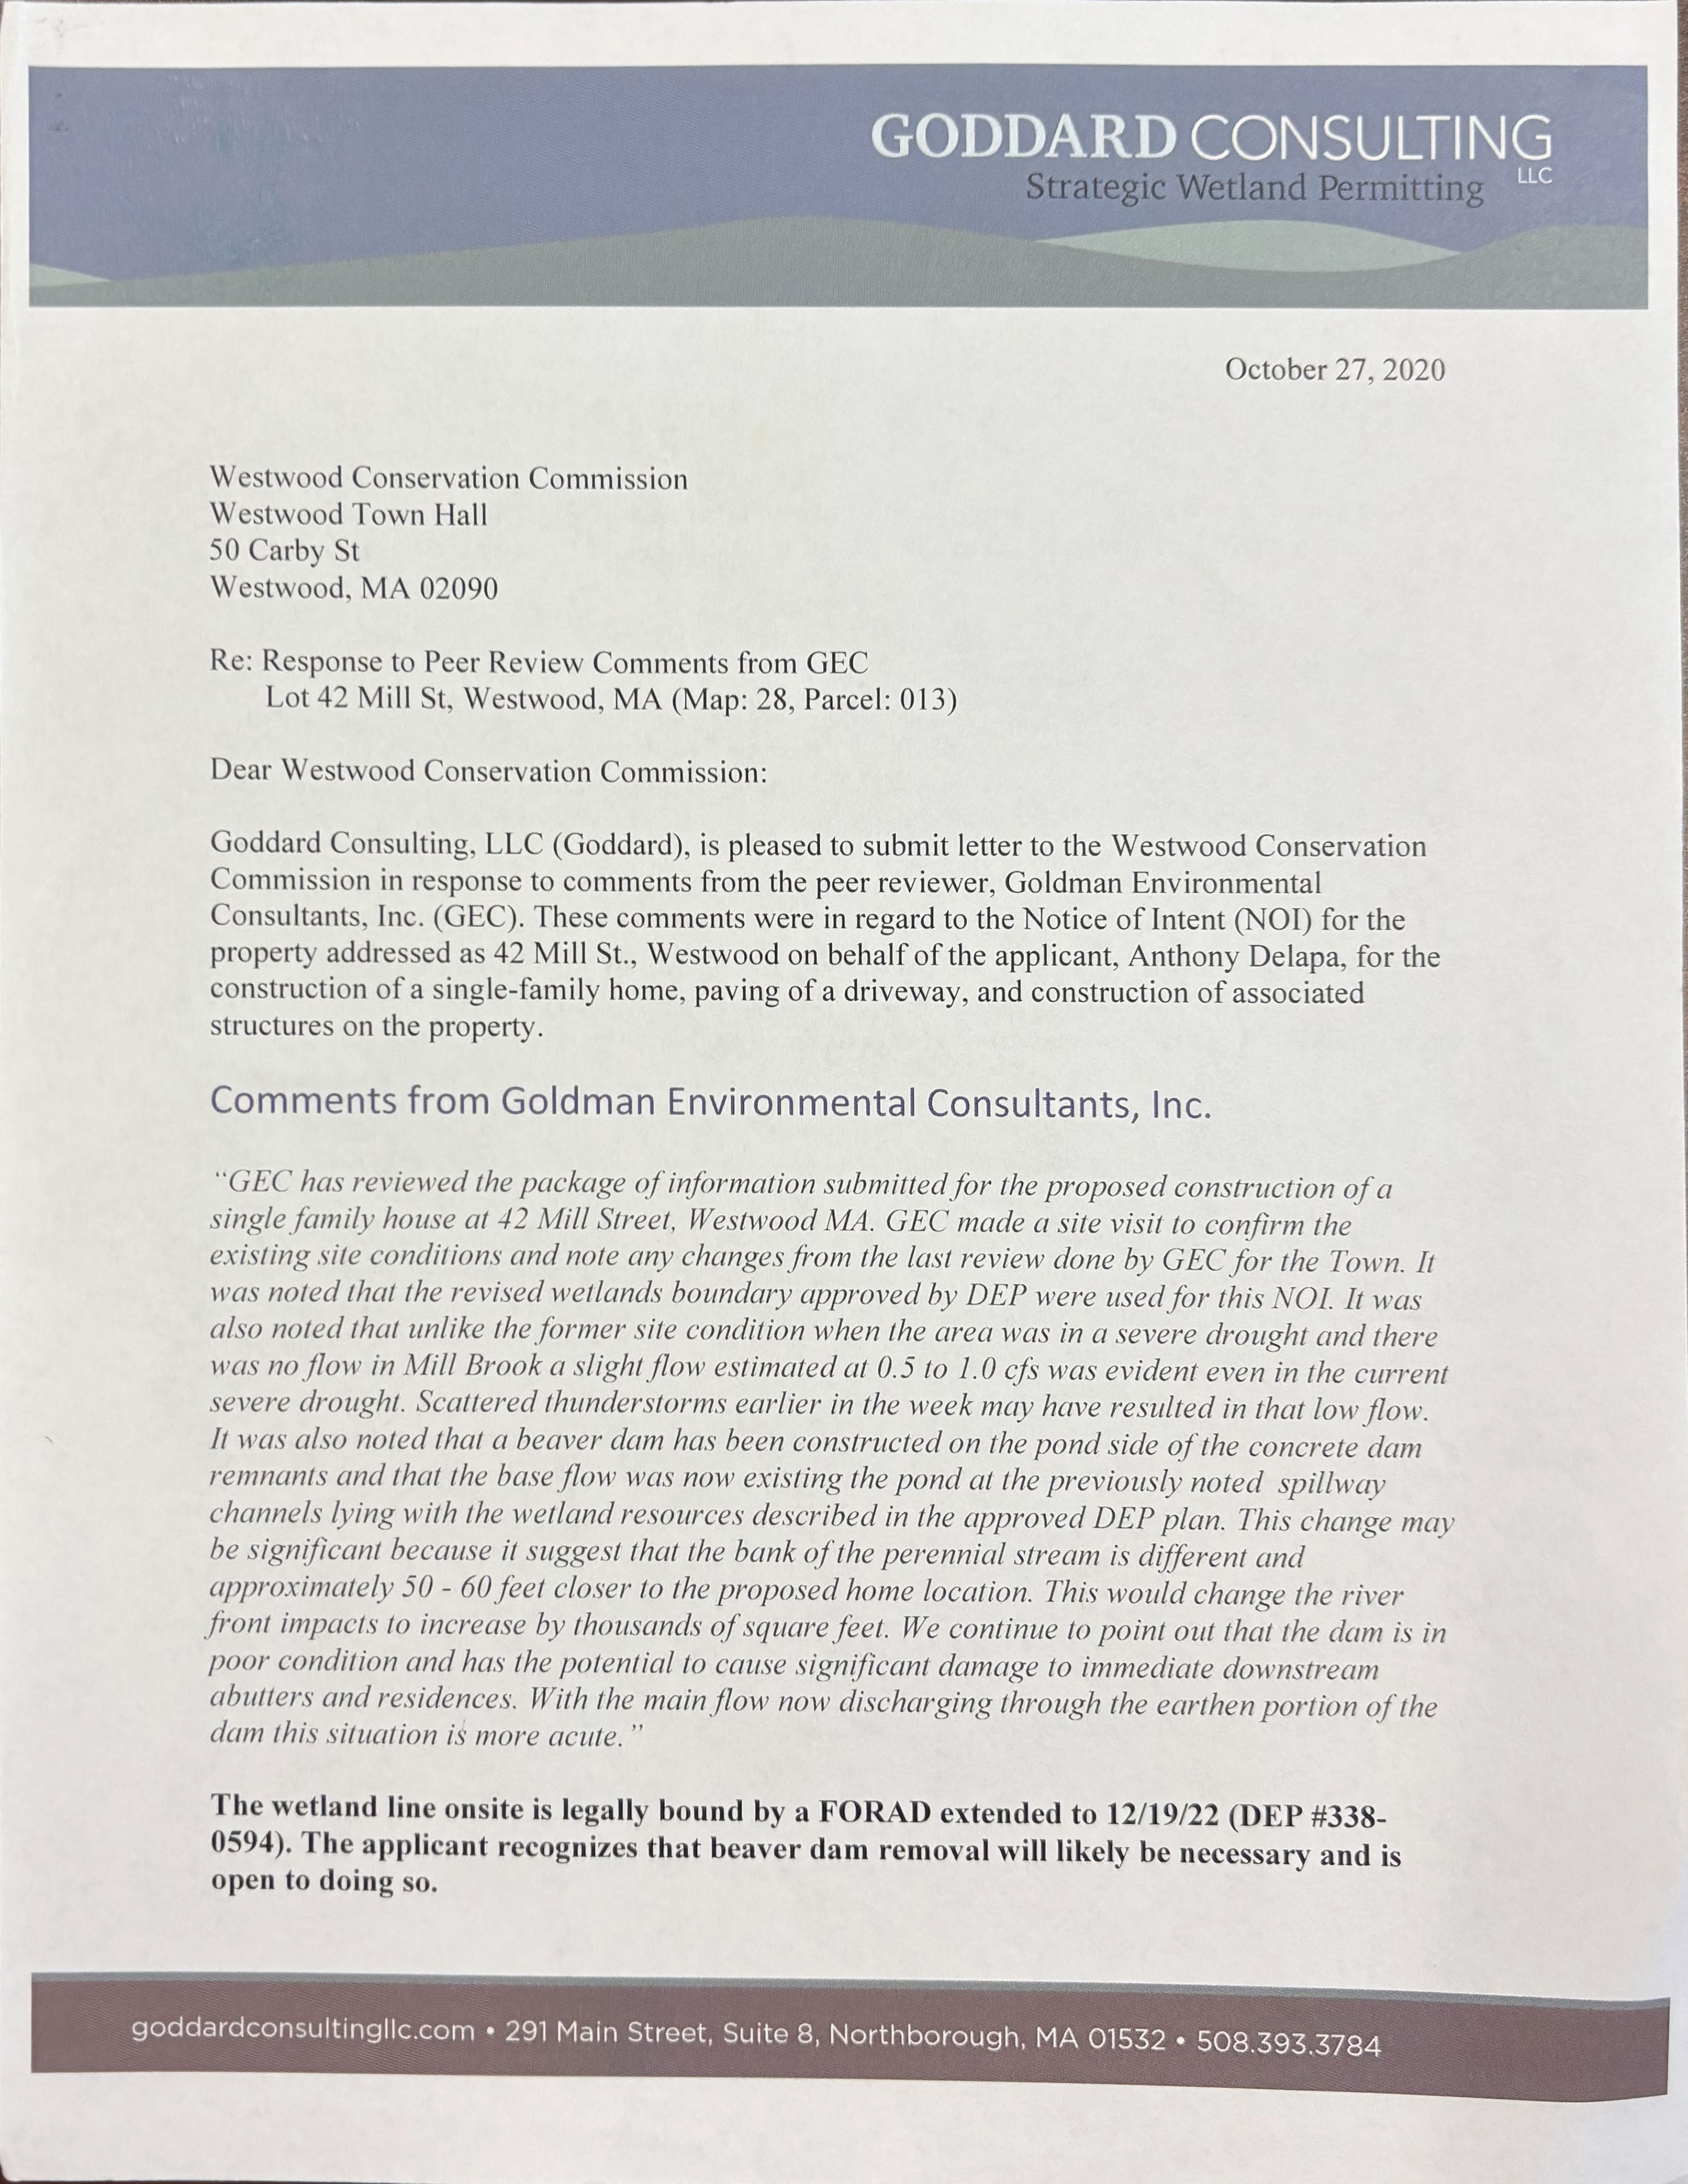 GODDARD CONSULTING
LLC
Strategic Wetland Permitting
October 27, 2020
Westwood Conservation Commission
Westwood Town Hall
50 Carby St
Westwood, MA 02090
Re: Response to Peer Review Comments from GEC
Lot 42 Mill St, Westwood, MA (Map: 28, Parcel: 013)
Dear Westwood Conservation Commission:
Goddard Consulting, LLC (Goddard), is pleased to submit letter to the Westwood Conservation
Commission in response to comments from the peer reviewer, Goldman Environmental
Consultants, Inc. (GEC). These comments were in regard to the Notice of Intent (NOI) for the
property addressed as 42 Mill St., Westwood on behalf of the applicant, Anthony Delapa, for the
construction of a single-family home, paving of a driveway, and construction of associated
structures on the property.
Comments from Goldman Environmental Consultants, Inc.
“GEC has reviewed the package of information submitted for the proposed construction of a
single family house at 42 Mill Street, Westwood MA. GEC made a site visit to confirm the
existing site conditions and note any changes from the last review done by GEC for the Town. It
was noted that the revised wetlands boundary approved by DEP were used for this NOI. It was
also noted that unlike the former site condition when the area was in a severe drought and there
was no flow in Mill Brook a slight flow estimated at 0.5 to 1.0 cfs was evident even in the current
severe drought. Scattered thunderstorms earlier in the week may have resulted in that low flow.
It was also noted that a beaver dam has been constructed on the pond side of the concrete dam
remnants and that the base flow was now existing the pond at the previously noted spillway
channels lying with the wetland resources described in the approved DEP plan. This change may
be significant because it suggest that the bank of the perennial stream is different and
approximately 50 - 60 feet closer to the proposed home location. This would change the river
front impacts to increase by thousands of square feet. We continue to point out that the dam is in
poor condition and has the potential to cause significant damage to immediate downstream
abutters and residences. With the main flow now discharging through the earthen portion of the
dam this situation is more acute.”
The wetland line onsite is legally bound by a FORAD extended to 12/19/22 (DEP #338-
0594). The applicant recognizes that beaver dam removal will likely be necessary and is
open to doing so.
goddardconsultingllc.com • 291 Main Street, Suite 8, Northborough, MA 01532 • 508.393.3784